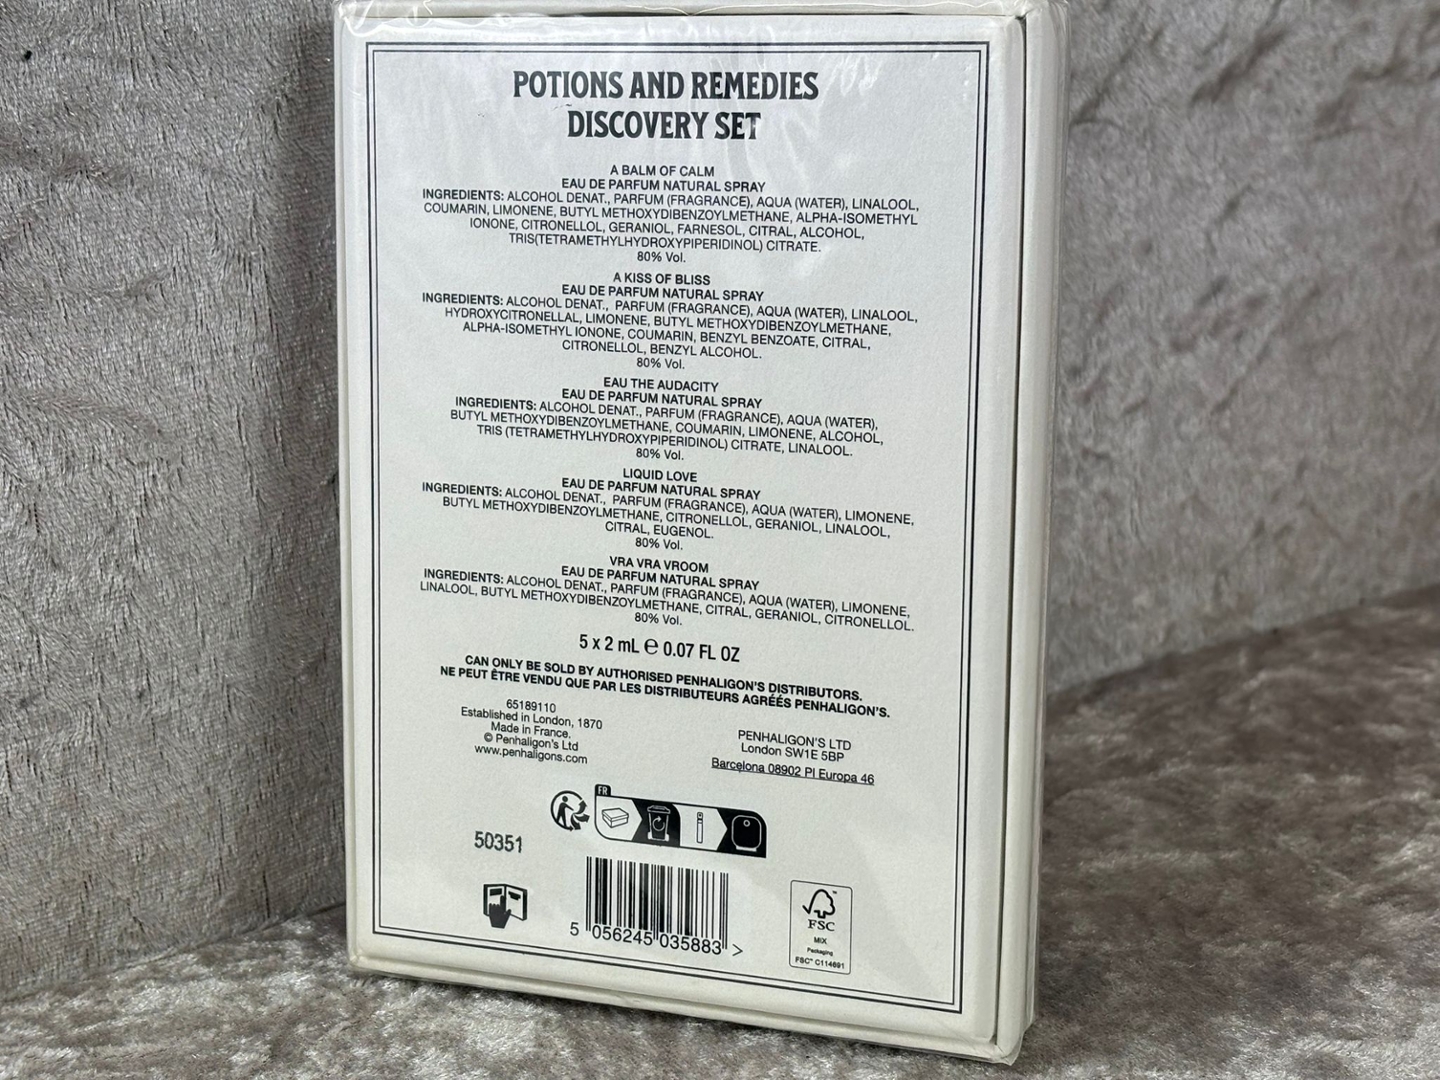 POTIONS AND REMEDIES
DISCOVERY SET
A BALM OF CALM
EAU DE PARFUM NATURAL SPRAY
INGREDIENTS: ALCOHOL DENAT., PARFUM (FRAGRANCE), AQUA (WATER), LINALOOL,
COUMARIN, LIMONENE, BUTYL METHOXYDIBENZOYLMETHANE, ALPHA-ISOMETHYL
IONONE, CITRONELLOL, GERANIOL, FARNESOL, CITRAL, ALCOHOL,
TRIS(TETRAMETHYLHYDROXYPIPERIDINOL) CITRATE.
80% Vol.
A KISS OF BLISS
EAU DE PARFUM NATURAL SPRAY
INGREDIENTS: ALCOHOL DENAT., PARFUM (FRAGRANCE), AQUA (WATER), LINALOOL,
HYDROXYCITRONELLAL, LIMONENE, BUTYL METHOXYDIBENZOYLMETHANE,
ALPHA-ISOMETHYL IONONE, COUMARIN, BENZYL BENZOATE, CITRAL,
CITRONELLOL, BENZYL ALCOHOL.
80% Vol.
EAU THE AUDACITY
EAU DE PARFUM NATURAL SPRAY
INGREDIENTS: ALCOHOL DENAT., PARFUM (FRAGRANCE), AQUA (WATER),
BUTYL METHOXYDIBENZOYLMETHANE, COUMARIN, LIMONENE, ALCOHOL,
TRIS (TETRAMETHYLHYDROXYPIPERIDINOL) CITRATE, LINALOOL.
80% Vol.
LIQUID LOVE
EAU DE PARFUM NATURAL SPRAY
INGREDIENTS: ALCOHOL DENAT., PARFUM (FRAGRANCE), AQUA (WATER), LIMONENE,
BUTYL METHOXYDIBENZOYLMETHANE, CITRONELLOL, GERANIOL, LINALOOL,
CITRAL, EUGENOL.
80% Vol.
VRA VRA VROOM
EAU DE PARFUM NATURAL SPRAY
INGREDIENTS: ALCOHOL DENAT., PARFUM (FRAGRANCE), AQUA (WATER), LIMONENE,
LINALOOL, BUTYL METHOXYDIBENZOYLMETHANE, CITRAL, GERANIOL, CITRONELLOL.
80% Vol.
5 x 2 mL ℮ 0.07 FL OZ
CAN ONLY BE SOLD BY AUTHORISED PENHALIGON'S DISTRIBUTORS.
NE PEUT ÊTRE VENDU QUE PAR LES DISTRIBUTEURS AGRÉÉS PENHALIGON'S.
65189110
Established in London, 1870
Made in France.
© Penhaligon's Ltd
www.penhaligons.com
PENHALIGON'S LTD
London SW1E 5BP
Barcelona 08902 Pl Europa 46
FR
50351
5 056245 035883 >
FSC
MIX
Packaging
FSC® C114691